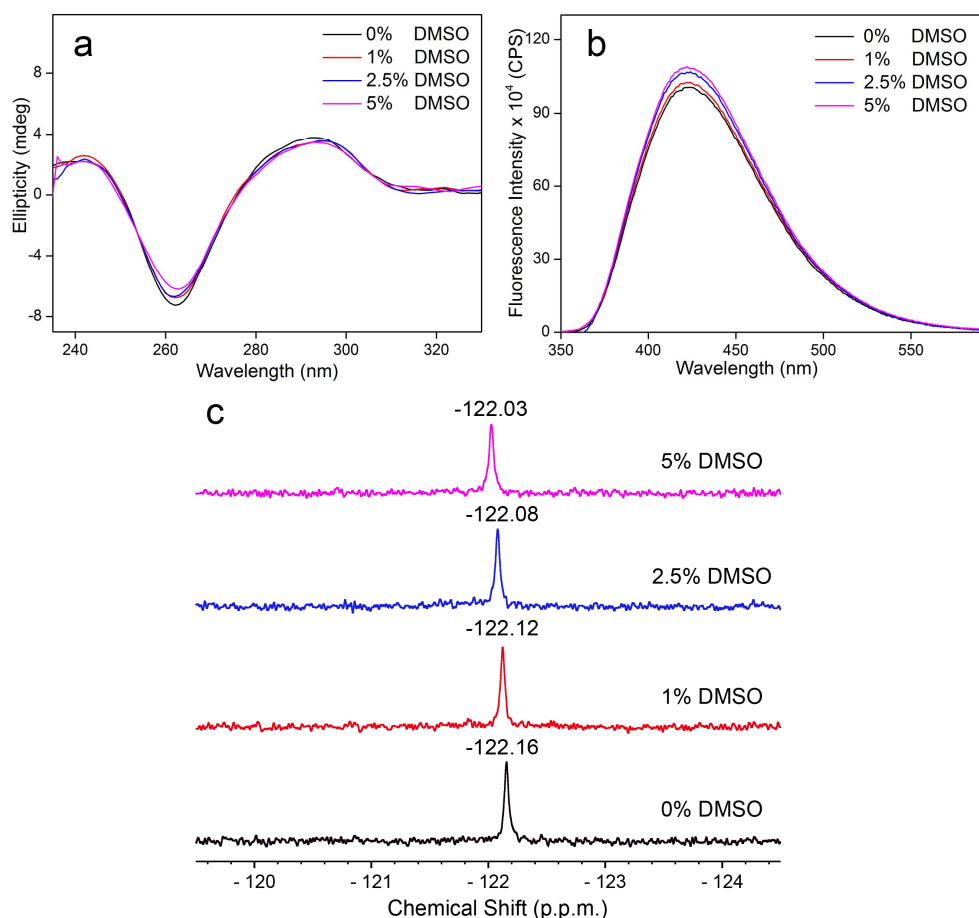 a
0% DMSO
1% DMSO
2.5% DMSO
5% DMSO
8
4
0
-4
-8
Ellipticity (mdeg)
240 260 280 300 320
Wavelength (nm)
b
0% DMSO
1% DMSO
2.5% DMSO
5% DMSO
120
90
60
30
0
Fluorescence Intensity x 10⁴ (CPS)
350 400 450 500 550
Wavelength (nm)
c
-122.03
5% DMSO
-122.08
2.5% DMSO
-122.12
1% DMSO
-122.16
0% DMSO
- 120 - 121 - 122 - 123 - 124
Chemical Shift (p.p.m.)